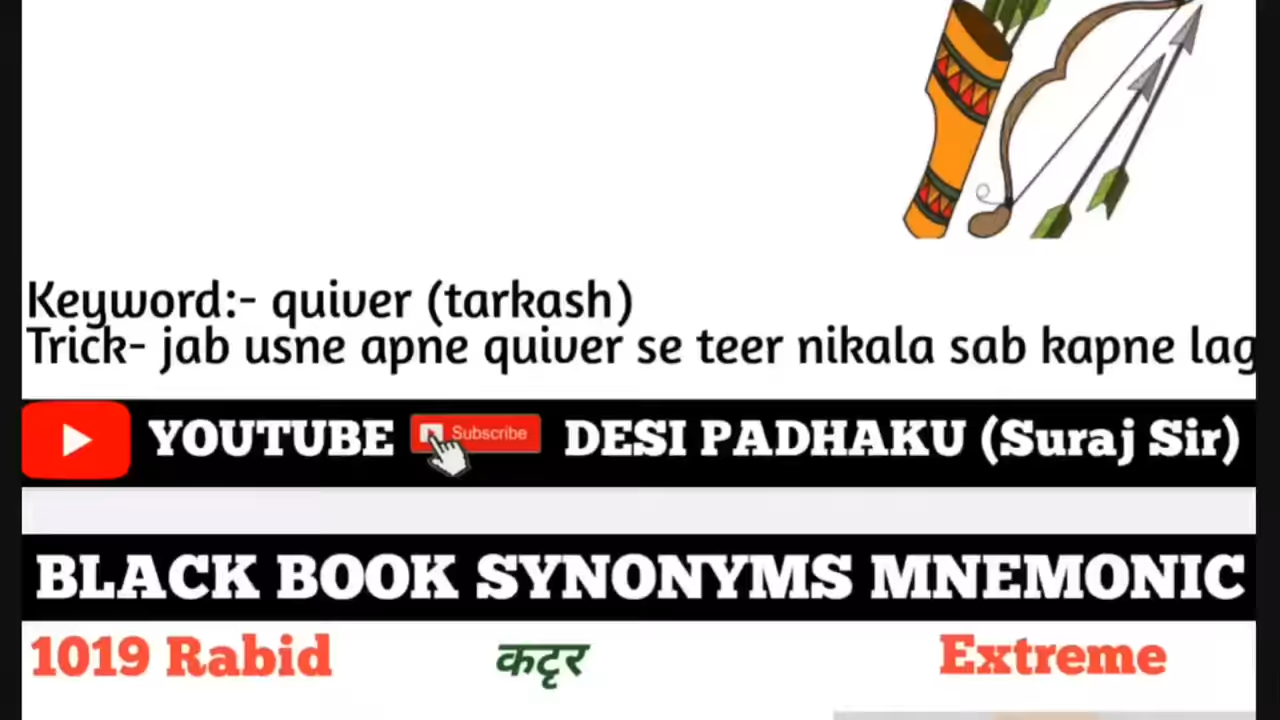 Keyword:- quiver (tarkash)
Trick- jab usne apne quiver se teer nikala sab kapne lag
YOUTUBE Subscribe DESI PADHAKU (Suraj Sir)
BLACK BOOK SYNONYMS MNEMONIC
1019 Rabid कटृर Extreme